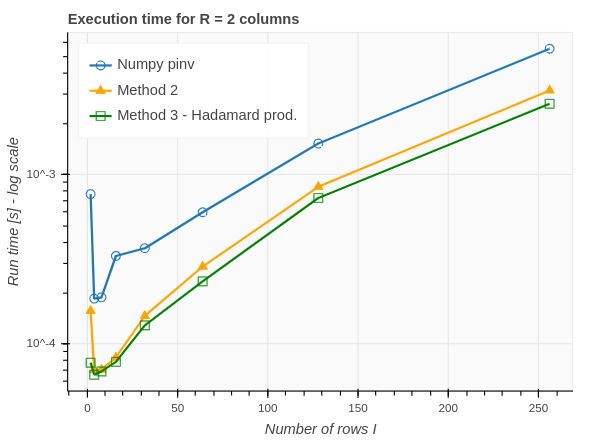 Execution time for R = 2 columns
Numpy pinv
Method 2
Method 3 - Hadamard prod.
Run time [s] - log scale
10^-3
10^-4
0 50 100 150 200 250
Number of rows I